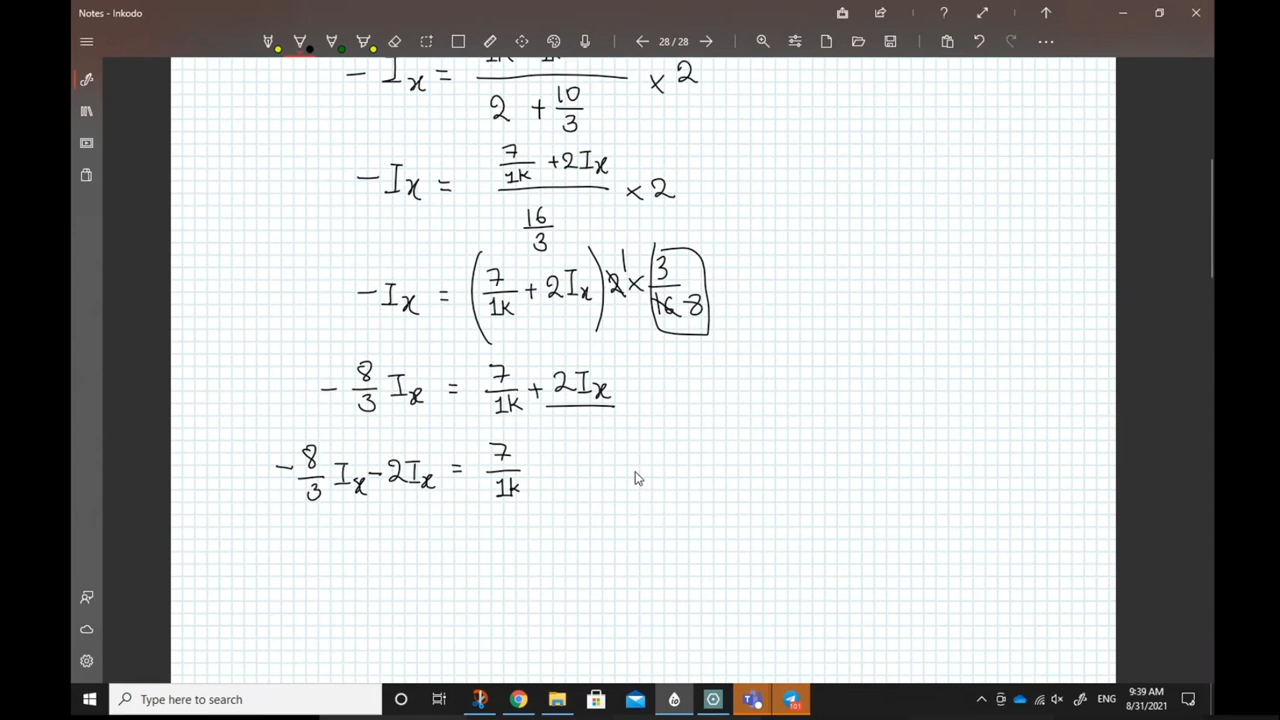 Notes - Inkodo
28 / 28
- Ix = / (2 + 10/3) × 2
- Ix = (7/1k + 2Ix) / (16/3) × 2
- Ix = (7/1k + 2Ix) 2 1 × 3/16 8
- 8/3 Ix = 7/1k + 2Ix
- 8/3 Ix - 2Ix = 7/1k
Type here to search
101
ENG
9:39 AM
8/31/2021